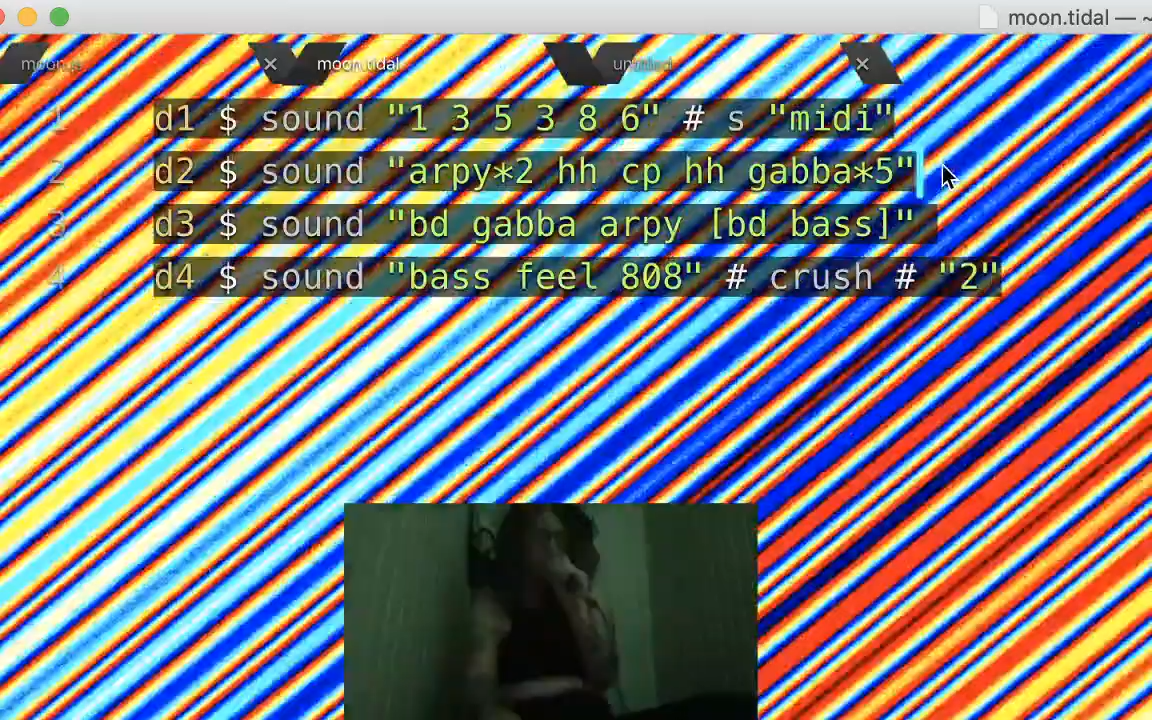 moon.tidal — ~
moon.js moon.tidal untitled
1 d1 $ sound "1 3 5 3 8 6" # s "midi"
2 d2 $ sound "arpy*2 hh cp hh gabba*5"
3 d3 $ sound "bd gabba arpy [bd bass]"
4 d4 $ sound "bass feel 808" # crush # "2"